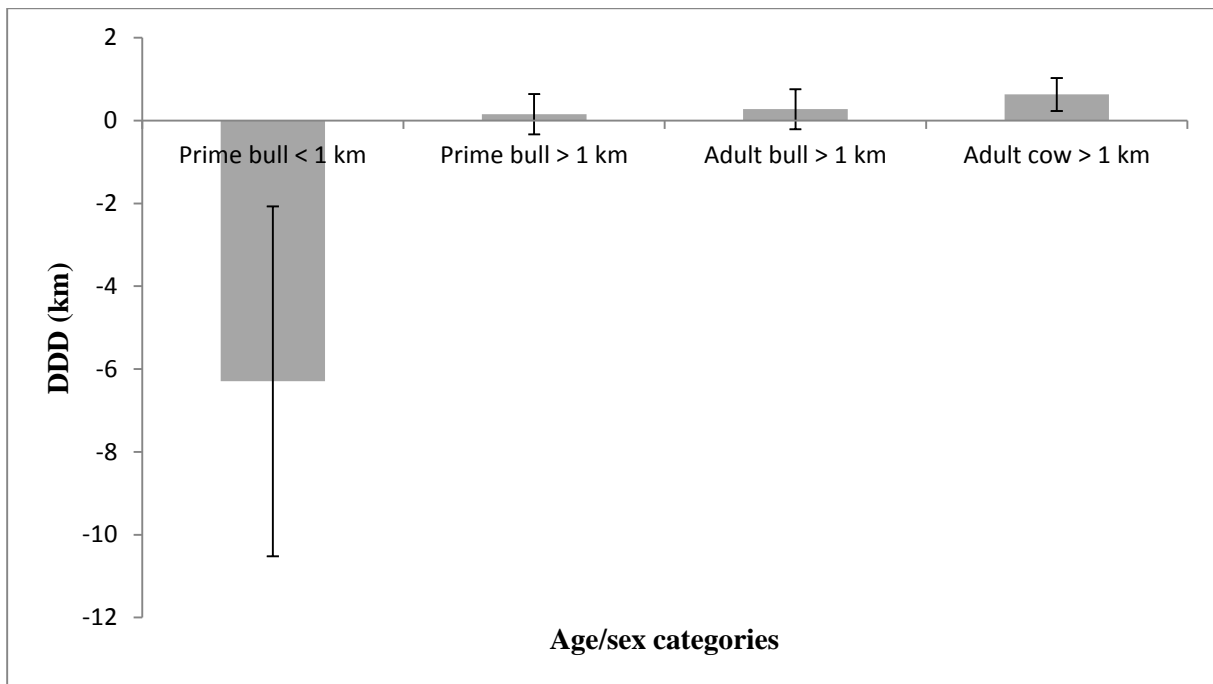 2
0
-2
-4
-6
-8
-10
-12
DDD (km)
Prime bull < 1 km
Prime bull > 1 km
Adult bull > 1 km
Adult cow > 1 km
Age/sex categories